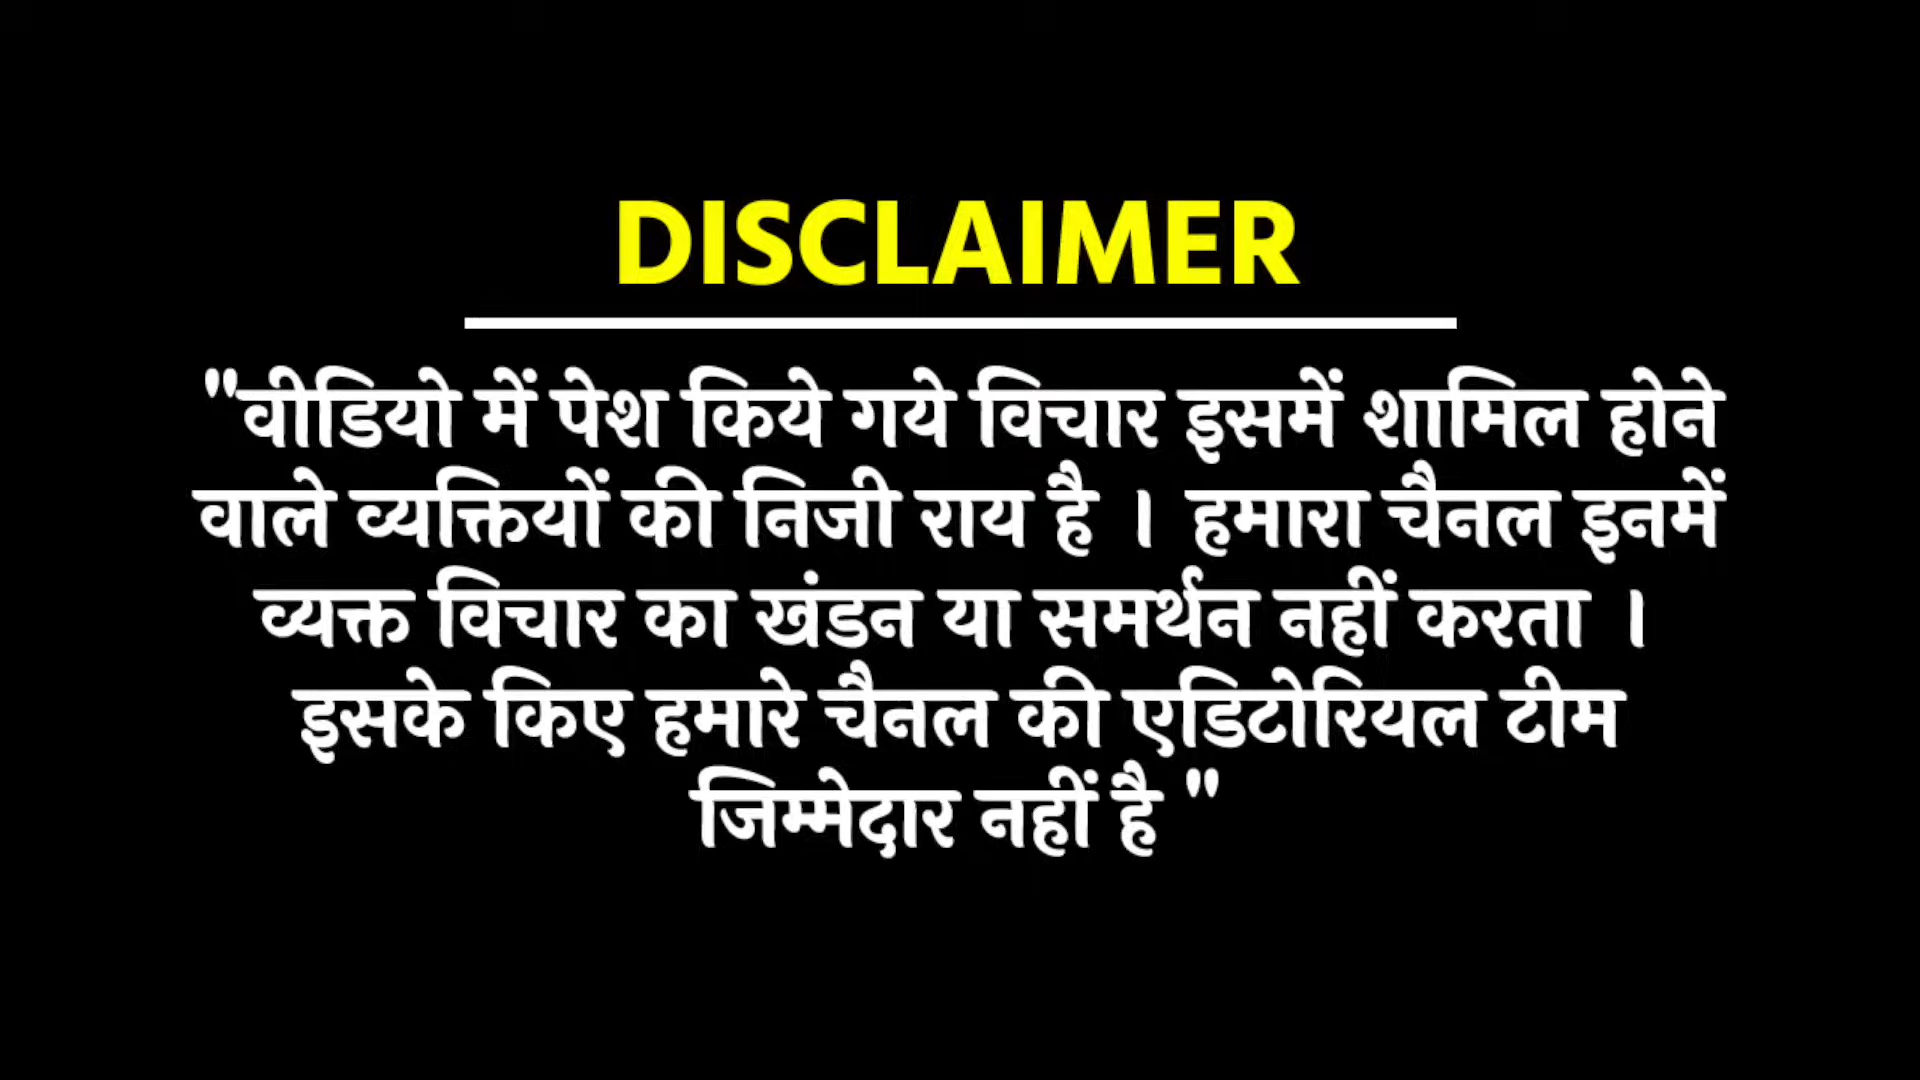 DISCLAIMER
"वीडियो में पेश किये गये विचार इसमें शामिल होने
वाले व्यक्तियों की निजी राय है । हमारा चैनल इनमें
व्यक्त विचार का खंडन या समर्थन नहीं करता ।
इसके किए हमारे चैनल की एडिटोरियल टीम
जिम्मेदार नहीं है "